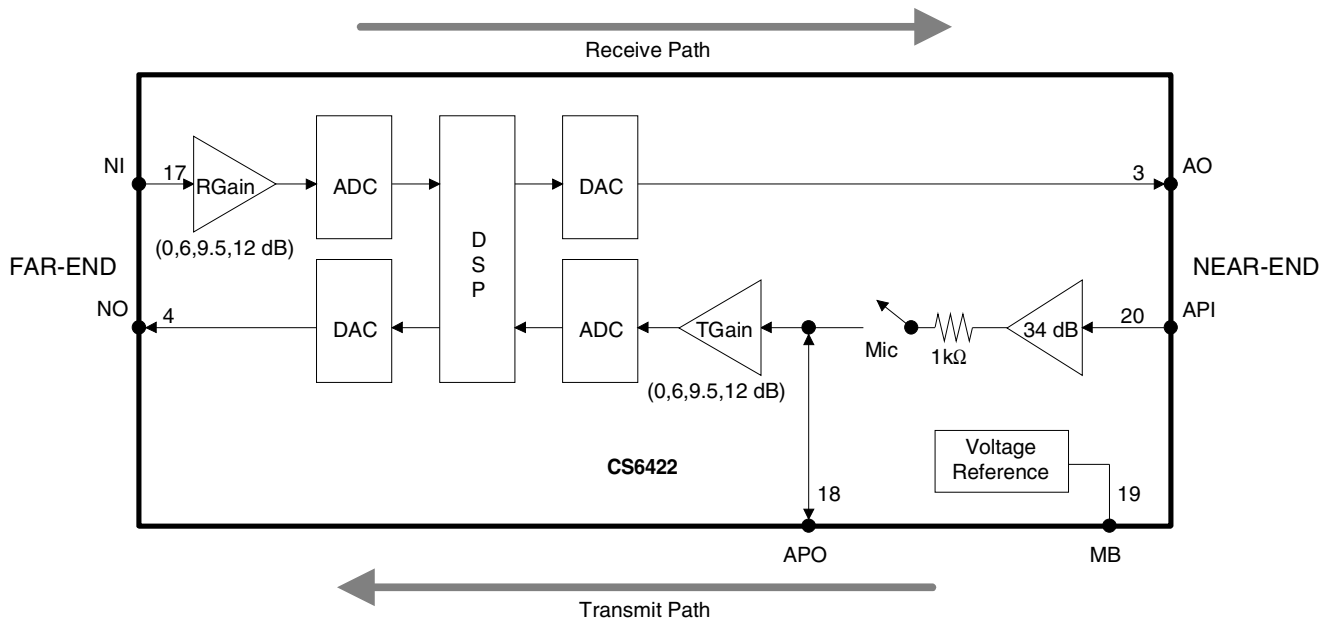 Receive Path
NI
17
RGain
ADC
DAC
3
AO
(0,6,9.5,12 dB)
D
S
P
FAR-END
NEAR-END
NO
4
DAC
ADC
TGain
Mic
1kΩ
34 dB
20
API
(0,6,9.5,12 dB)
Voltage
Reference
CS6422
18
19
APO
MB
Transmit Path